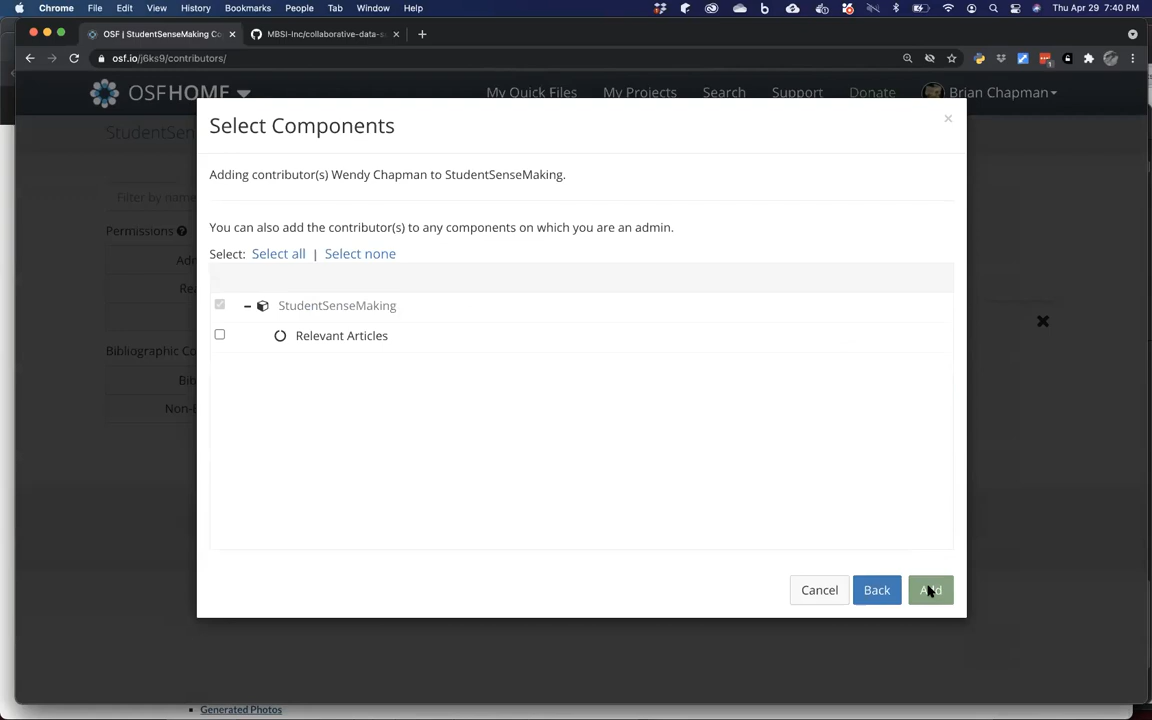 Chrome File Edit View History Bookmarks People Tab Window Help
Thu Apr 29 7:40 PM
OSF | StudentSenseMaking Co
MBSI-Inc/collaborative-data-s
osf.io/j6ks9/contributors/
OSFHOME
My Quick Files My Projects Search Support Donate Brian Chapman
StudentSen
Select Components
Adding contributor(s) Wendy Chapman to StudentSenseMaking.
Filter by name
You can also add the contributor(s) to any components on which you are an admin.
Permissions
Select: Select all | Select none
Adr
Rea
StudentSenseMaking
Relevant Articles
Bibliographic Co
Bib
Non-B
Cancel Back Add
Generated Photos